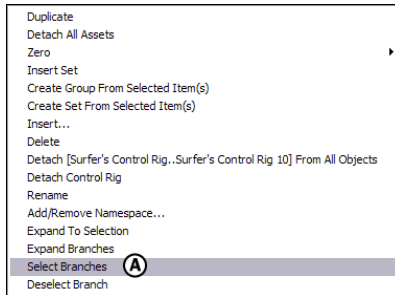 Duplicate
Detach All Assets
Zero
Insert Set
Create Group From Selected Item(s)
Create Set From Selected Item(s)
Insert...
Delete
Detach [Surfer's Control Rig..Surfer's Control Rig 10] From All Objects
Detach Control Rig
Rename
Add/Remove Namespace...
Expand To Selection
Expand Branches
Select Branches A
Deselect Branch